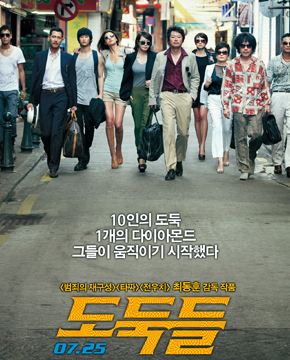 10인의 도둑
1개의 다이아몬드
그들이 움직이기 시작했다
<범죄의 재구성><타짜><전우치> 최동훈 감독 작품
도둑들
07.25